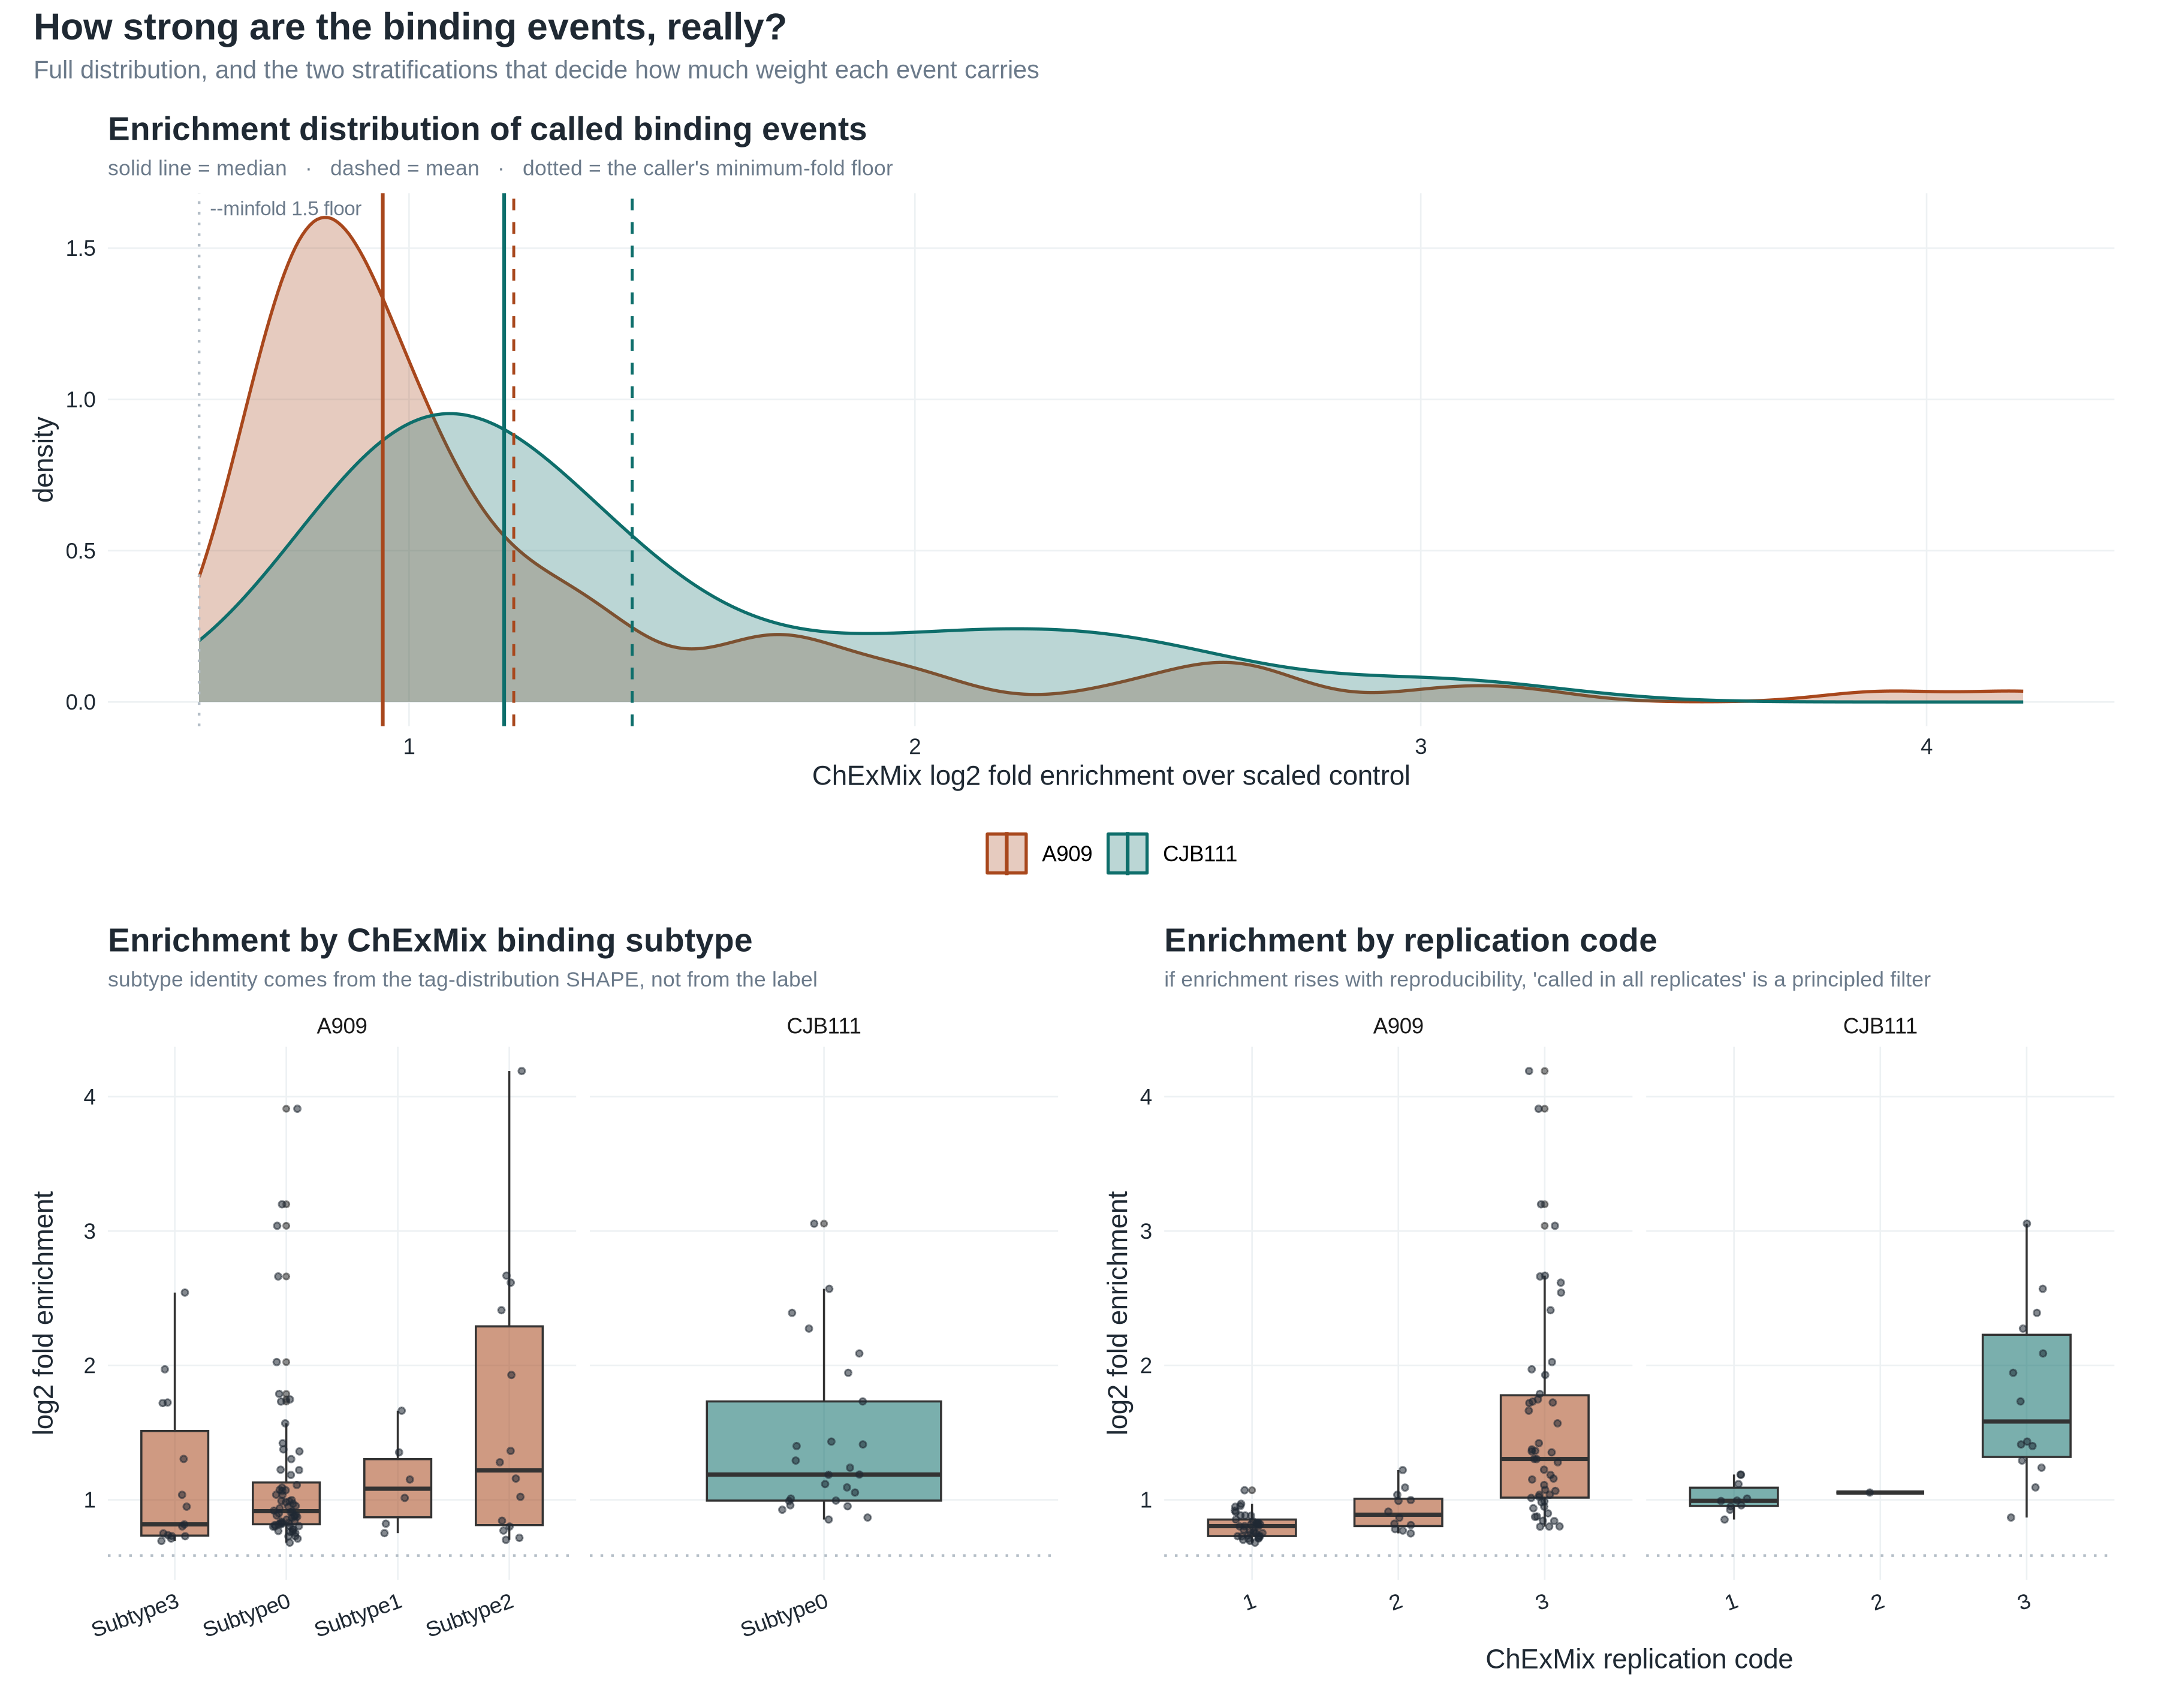 How strong are the binding events, really?
Full distribution, and the two stratifications that decide how much weight each event carries
Enrichment distribution of called binding events
solid line = median · dashed = mean · dotted = the caller's minimum-fold floor
--minfold 1.5 floor
1.5
1.0
0.5
0.0
density
1 2 3 4
ChExMix log2 fold enrichment over scaled control
A909 CJB111
Enrichment by ChExMix binding subtype
subtype identity comes from the tag-distribution SHAPE, not from the label
A909 CJB111
4
3
2
1
log2 fold enrichment
Subtype3 Subtype0 Subtype1 Subtype2 Subtype0
Enrichment by replication code
if enrichment rises with reproducibility, 'called in all replicates' is a principled filter
A909 CJB111
4
3
2
1
log2 fold enrichment
1 2 3 1 2 3
ChExMix replication code